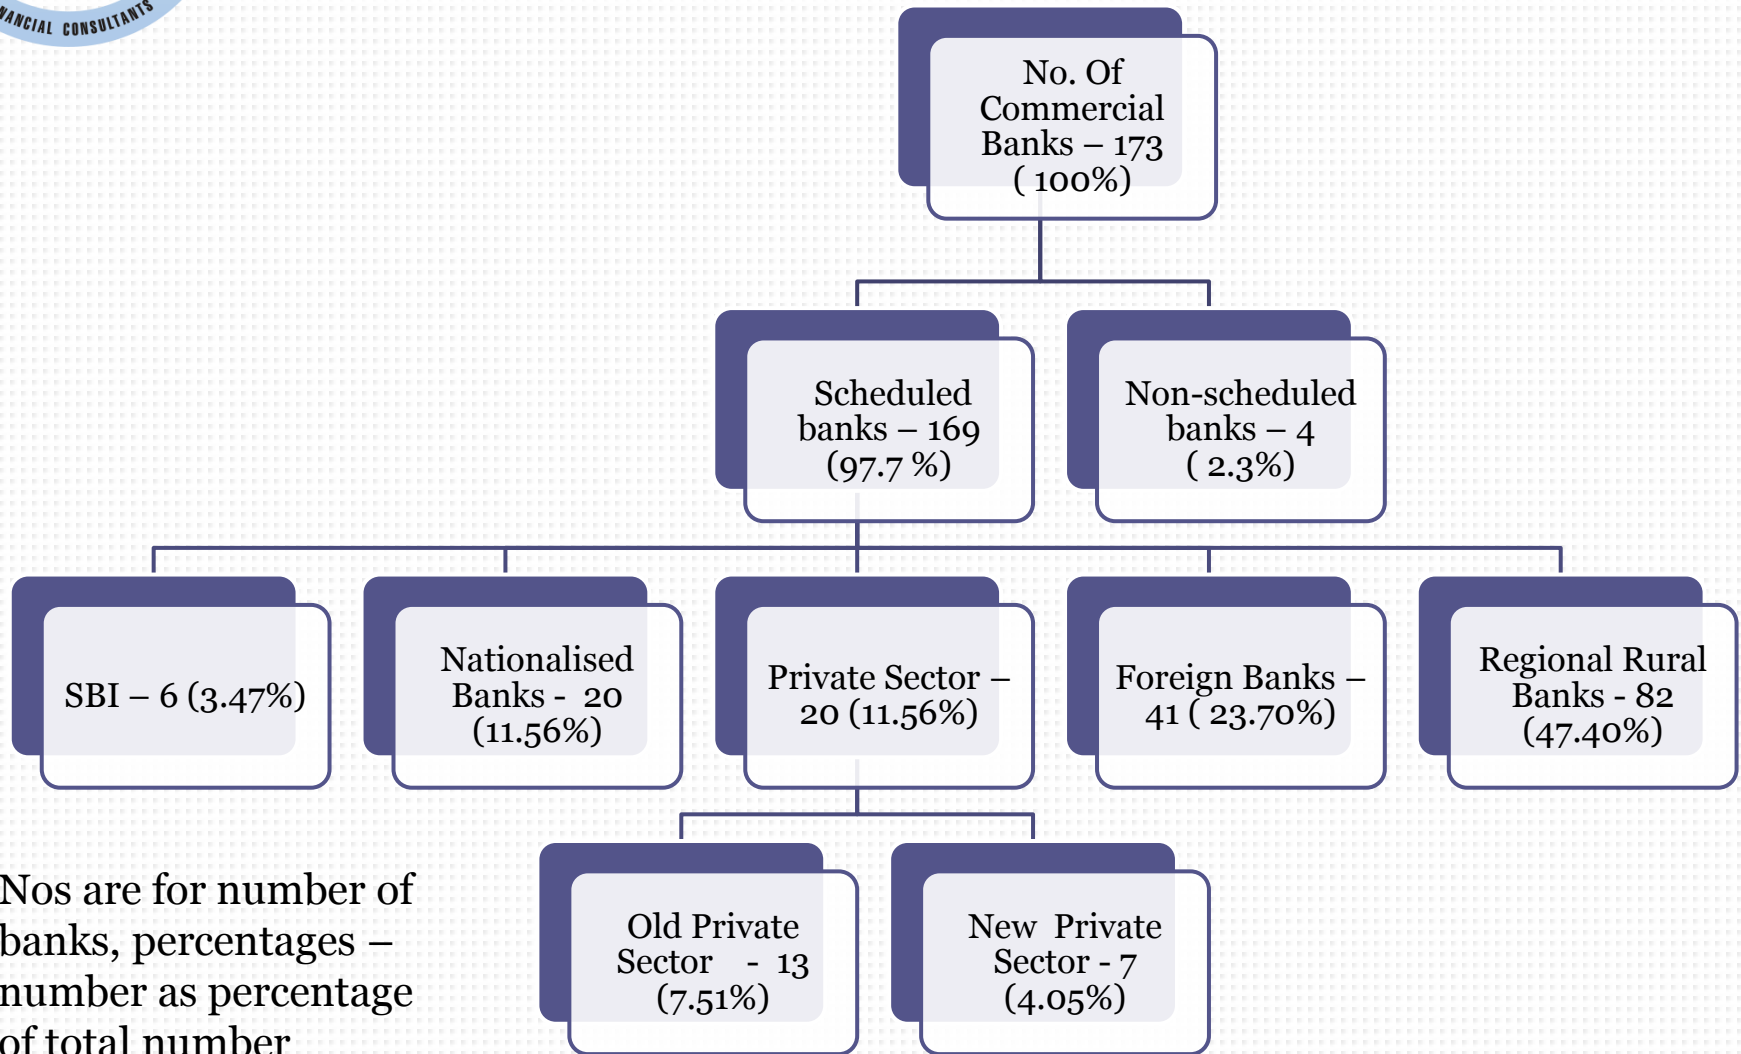 FINANCIAL CONSULTANTS
No. Of
Commercial
Banks – 173
( 100%)
Scheduled
banks – 169
(97.7 %)
Non-scheduled
banks – 4
( 2.3%)
SBI – 6 (3.47%)
Nationalised
Banks - 20
(11.56%)
Private Sector –
20 (11.56%)
Foreign Banks –
41 ( 23.70%)
Regional Rural
Banks - 82
(47.40%)
Old Private
Sector - 13
(7.51%)
New Private
Sector - 7
(4.05%)
Nos are for number of
banks, percentages –
number as percentage
of total number